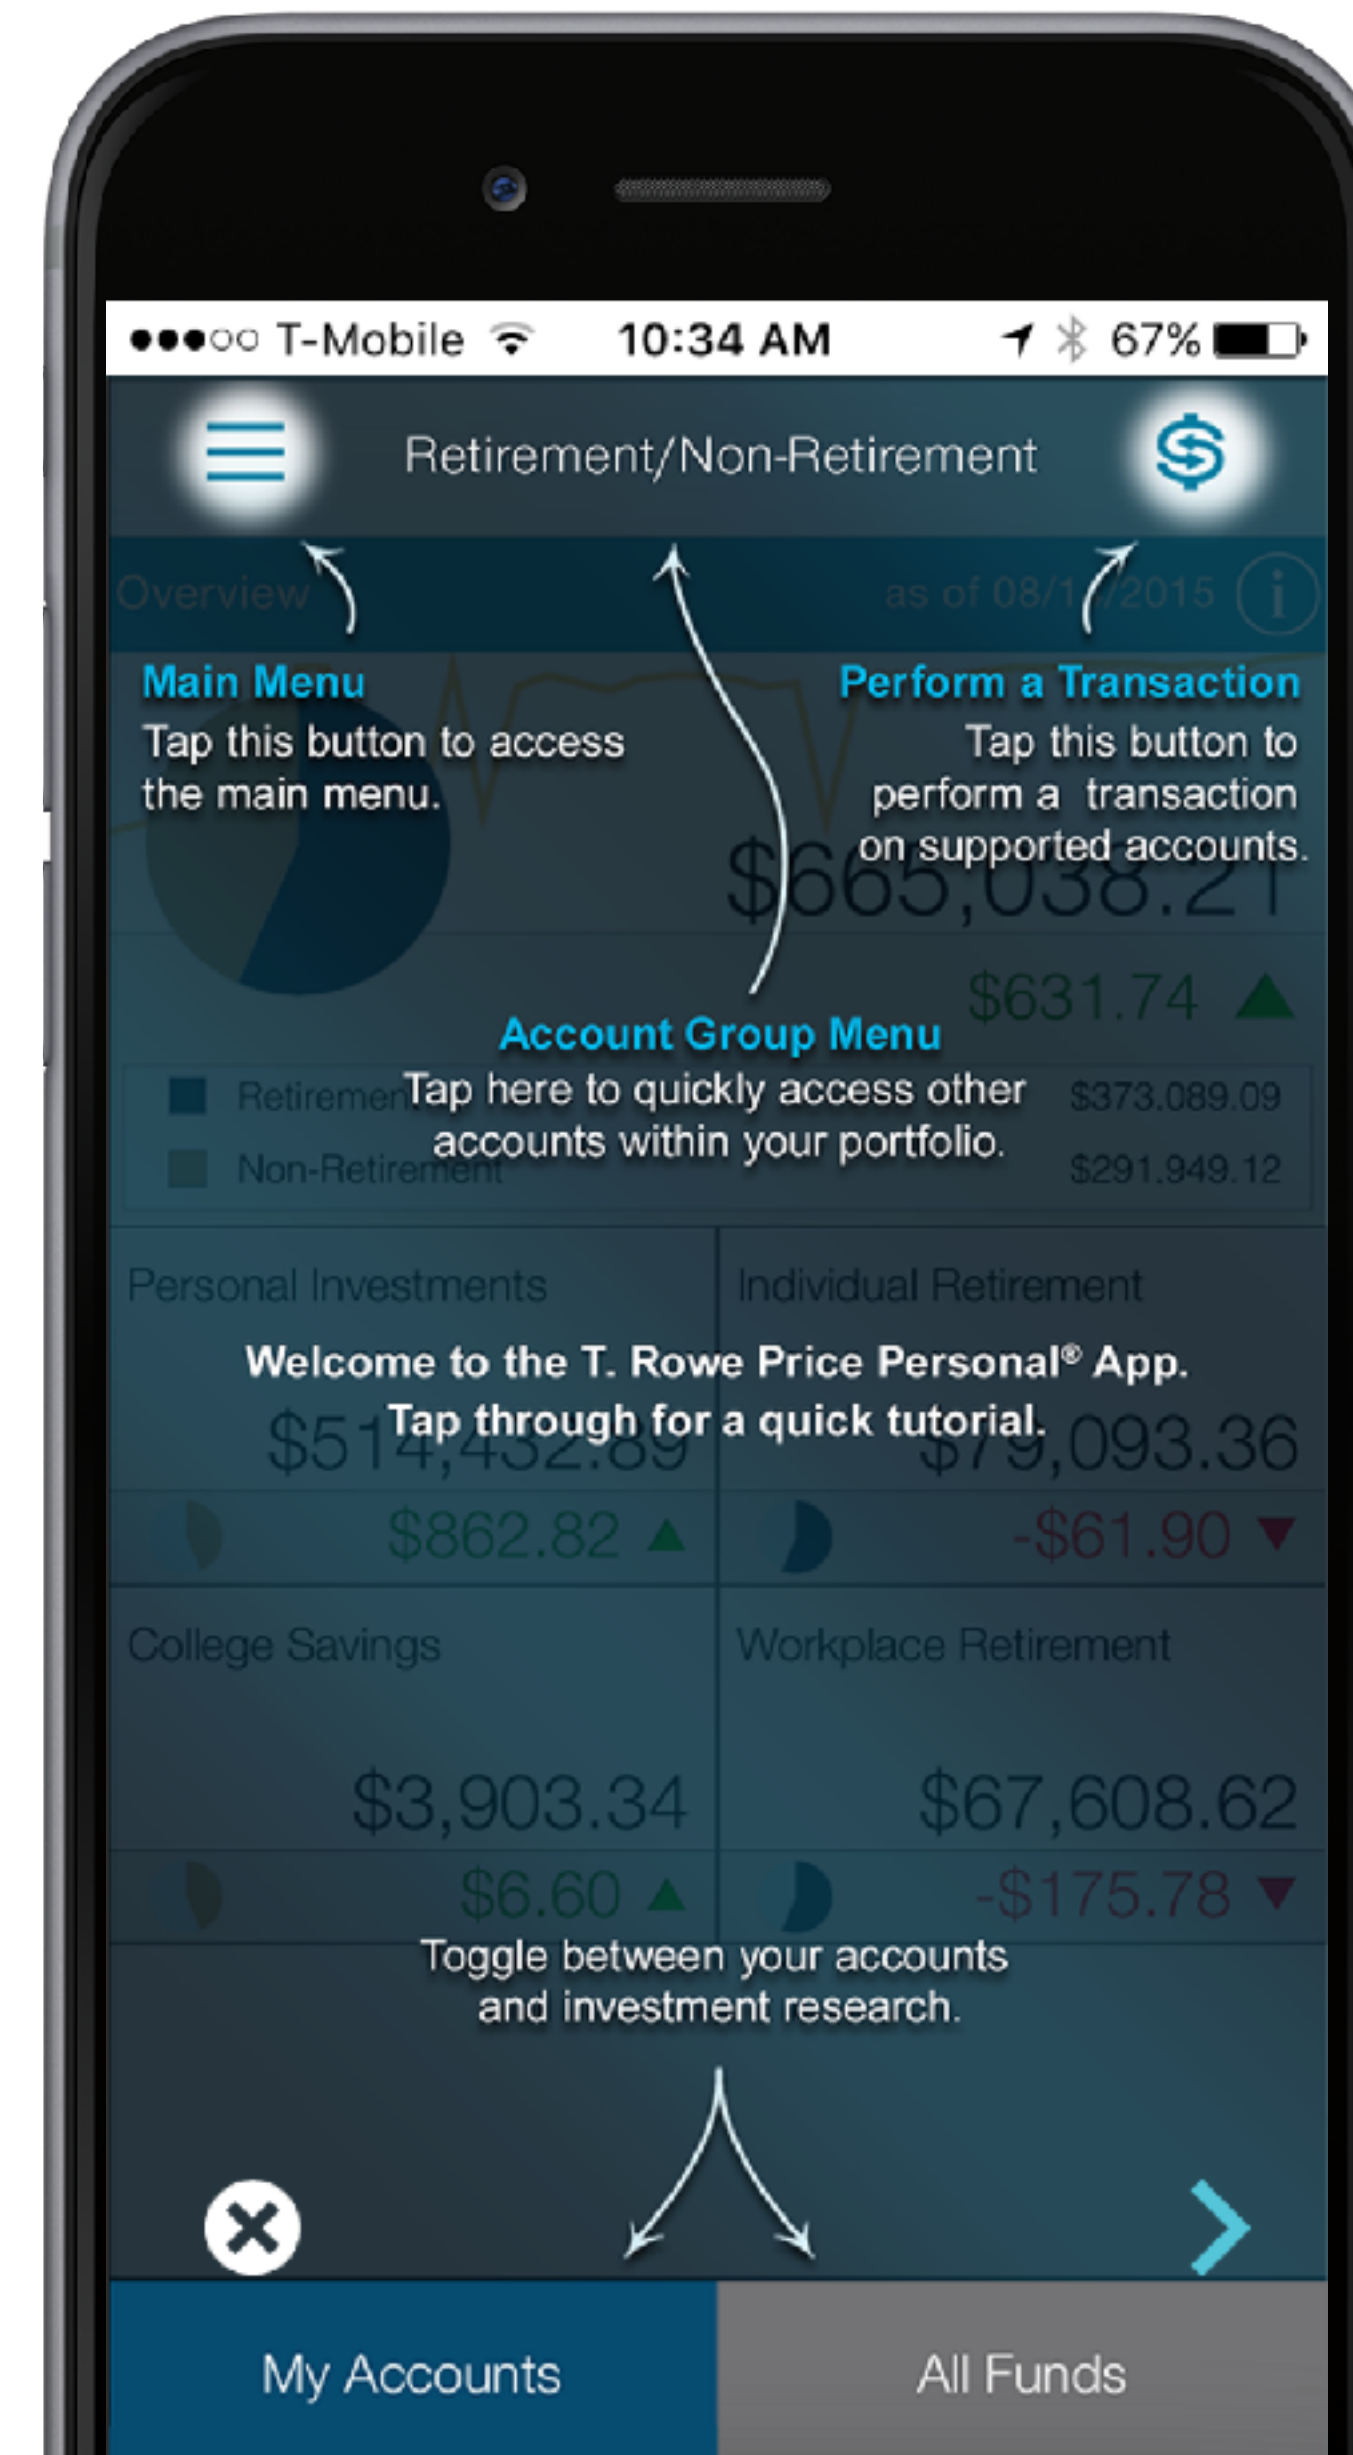 T-Mobile 10:34 AM 67%
Retirement/Non-Retirement
Overview as of 08/1 /2015 i
Main Menu
Tap this button to access
the main menu.
Perform a Transaction
Tap this button to
perform a transaction
on supported accounts.
$665,038.21
$631.74
Account Group Menu
Tap here to quickly access other
accounts within your portfolio.
Retirement $373.089.09
Non-Retirement $291.949.12
Personal Investments
Individual Retirement
Welcome to the T. Rowe Price Personal® App.
Tap through for a quick tutorial.
$514,432.89
$79,093.36
$862.82
-$61.90
College Savings
Workplace Retirement
$3,903.34
$67,608.62
$6.60
-$175.78
Toggle between your accounts
and investment research.
My Accounts
All Funds